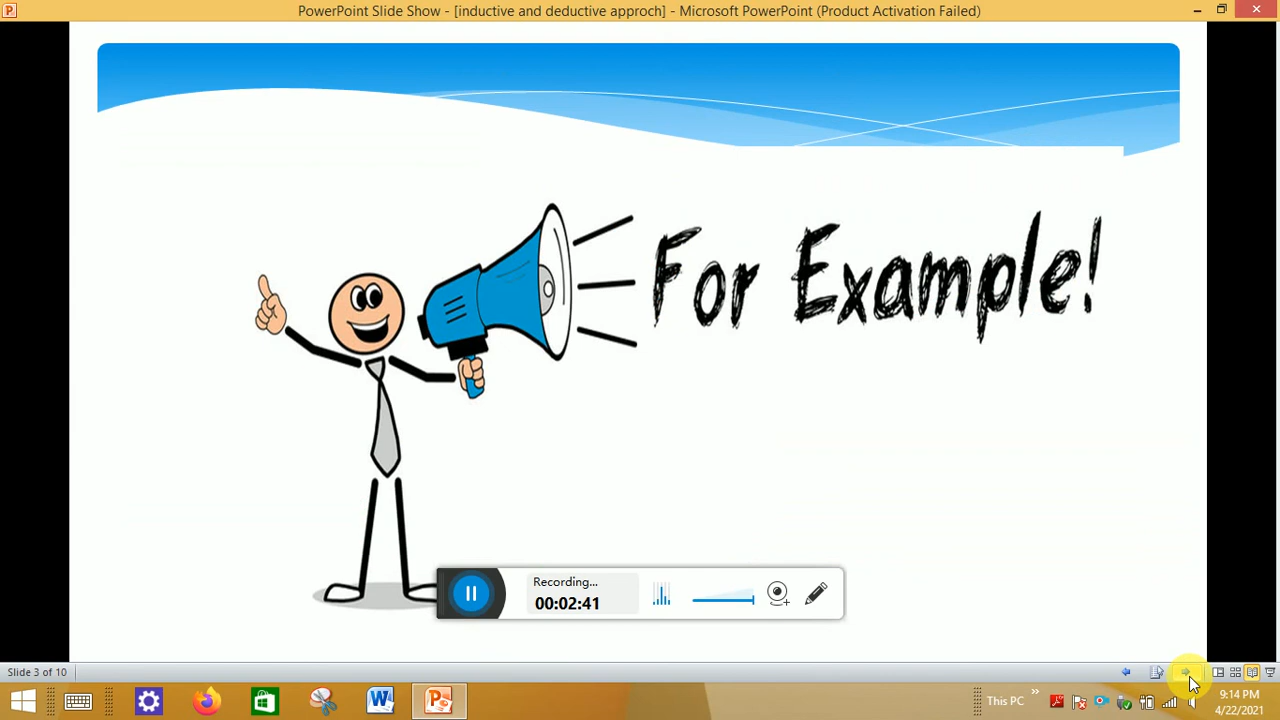 PowerPoint Slide Show - [inductive and deductive approch] - Microsoft PowerPoint (Product Activation Failed)
For Example!
Recording...
00:02:41
Slide 3 of 10
This PC
9:14 PM
4/22/2021